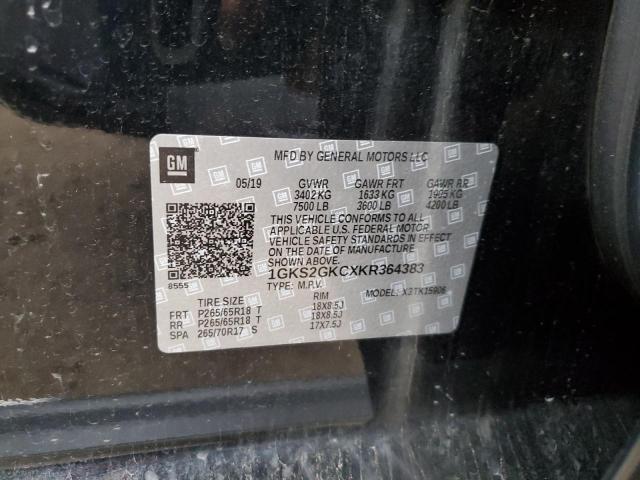 GM
MFD BY GENERAL MOTORS LLC
05/19 GVWR GAWR FRT GAWR RR
3402 KG 1633 KG 1905 KG
7500 LB 3600 LB 4200 LB
THIS VEHICLE CONFORMS TO ALL
APPLICABLE U.S. FEDERAL MOTOR
VEHICLE SAFETY STANDARDS IN EFFECT
ON THE DATE OF MANUFACTURE
SHOWN ABOVE.
8555
1GKS2GKCXKR364383
TYPE: M.P.V. MODEL: X3TK15906
TIRE SIZE RIM
FRT P265/65R18 T 18X8.5J
RR P265/65R18 T 18X8.5J
SPA 265/70R17 S 17X7.5J